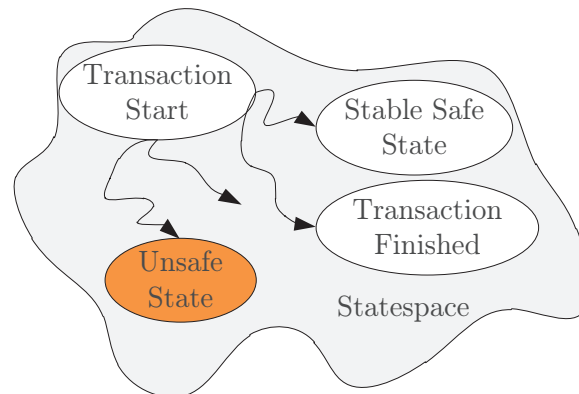 Transaction
Start
Stable Safe
State
Transaction
Finished
Unsafe
State
Statespace